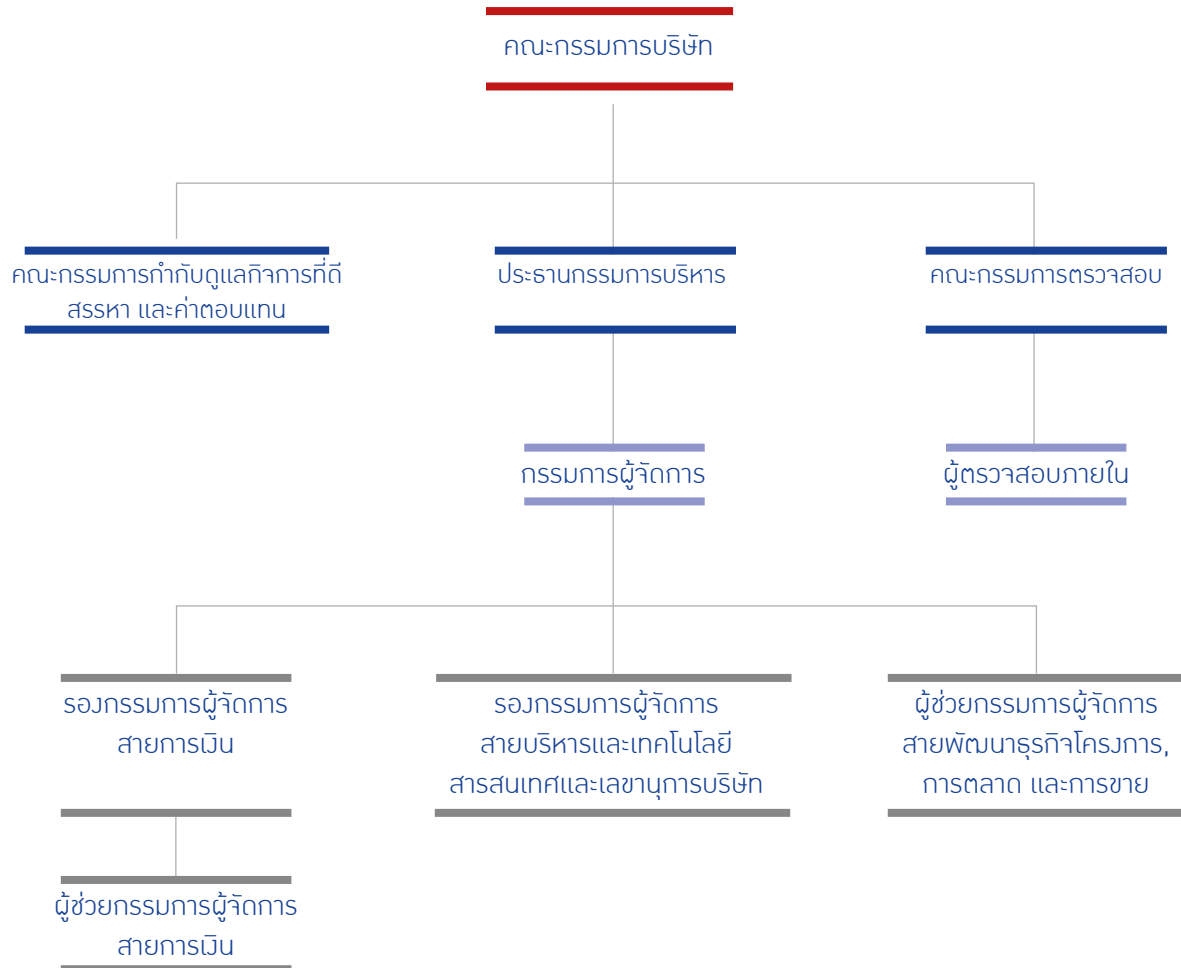 คณะกรรมการบริษัท
คณะกรรมการกำกับดูแลกิจการที่ดี
สรรหา และค่าตอบแทน
ประธานกรรมการบริหาร
คณะกรรมการตรวจสอบ
กรรมการผู้จัดการ
ผู้ตรวจสอบภายใน
รองกรรมการผู้จัดการ
สายการเงิน
รองกรรมการผู้จัดการ
สายบริหารและเทคโนโลยี
สารสนเทศและเลขานุการบริษัท
ผู้ช่วยกรรมการผู้จัดการ
สายพัฒนาธุรกิจโครงการ,
การตลาด และการขาย
ผู้ช่วยกรรมการผู้จัดการ
สายการเงิน